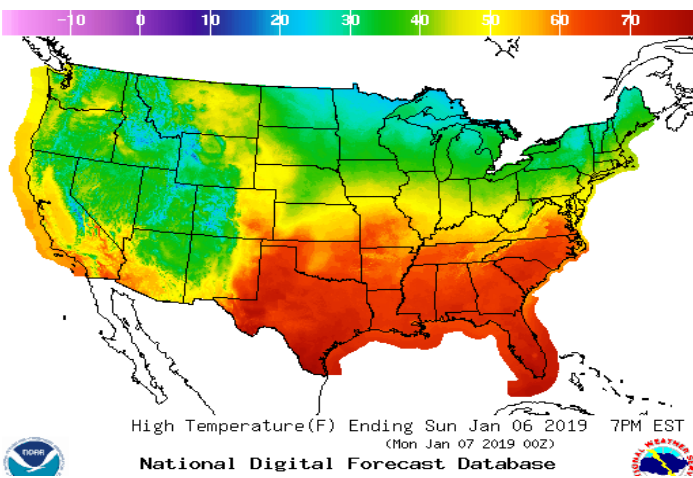 -10 0 10 20 30 40 50 60 70
High Temperature(F) Ending Sun Jan 06 2019 7PM EST
(Mon Jan 07 2019 00Z)
National Digital Forecast Database
noaa